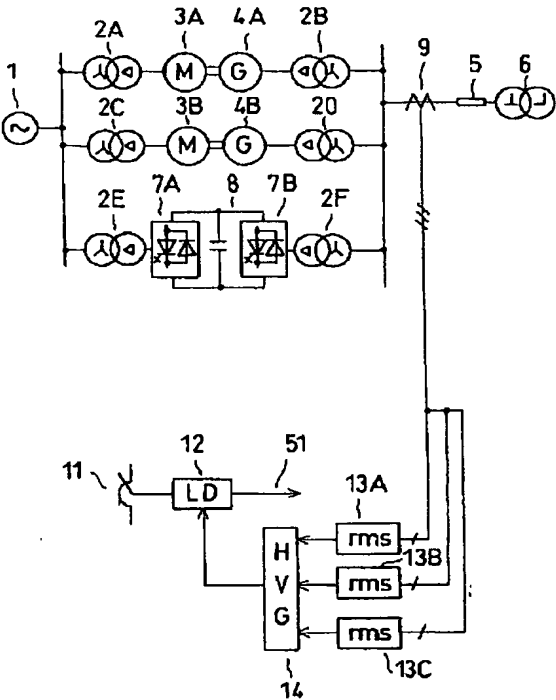 3A 4A
2A 2B
1 M G 9 5 6
2C 3B 4B 20
M G
7A 8 7B
2E 2F
12 51
11 LD 13A
rms
H 13B
V rms
G
rms
14 13C